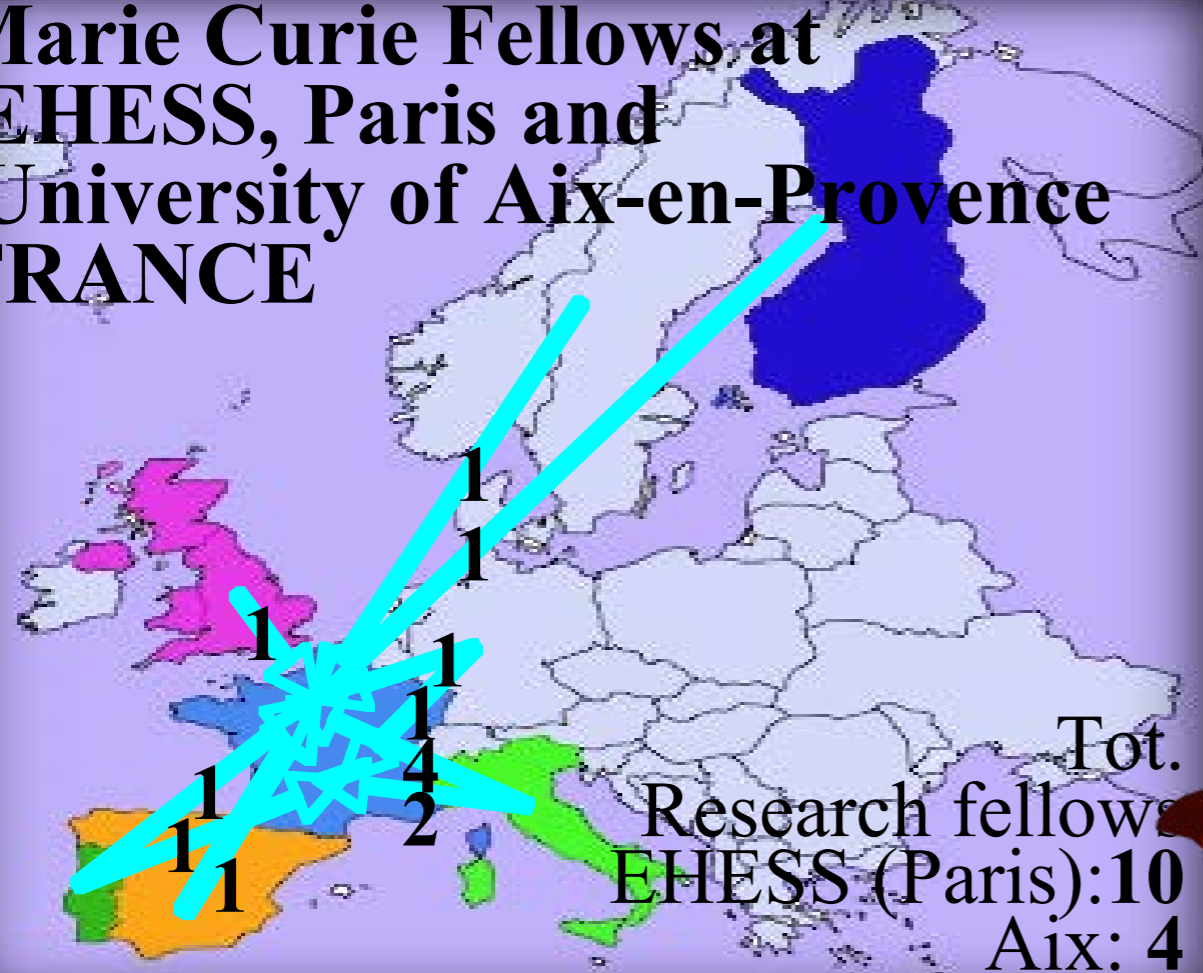 Marie Curie Fellows at
EHESS, Paris and
University of Aix-en-Provence
FRANCE
1
1
1
1
1
4
2
1
1
1
Tot.
Research fellows
EHESS (Paris):10
Aix: 4